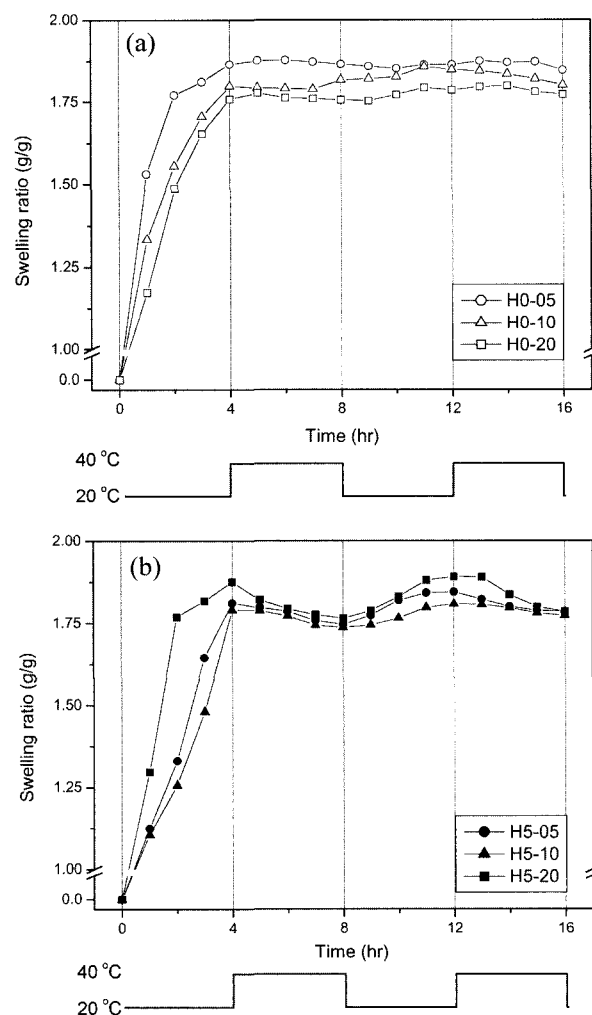 (a)
2.00
1.75
1.50
1.25
1.00
0.0
Swelling ratio (g/g)
H0-05
H0-10
H0-20
0 4 8 12 16
Time (hr)
40 °C
20 °C
(b)
2.00
1.75
1.50
1.25
1.00
0.0
Swelling ratio (g/g)
H5-05
H5-10
H5-20
0 4 8 12 16
Time (hr)
40 °C
20 °C